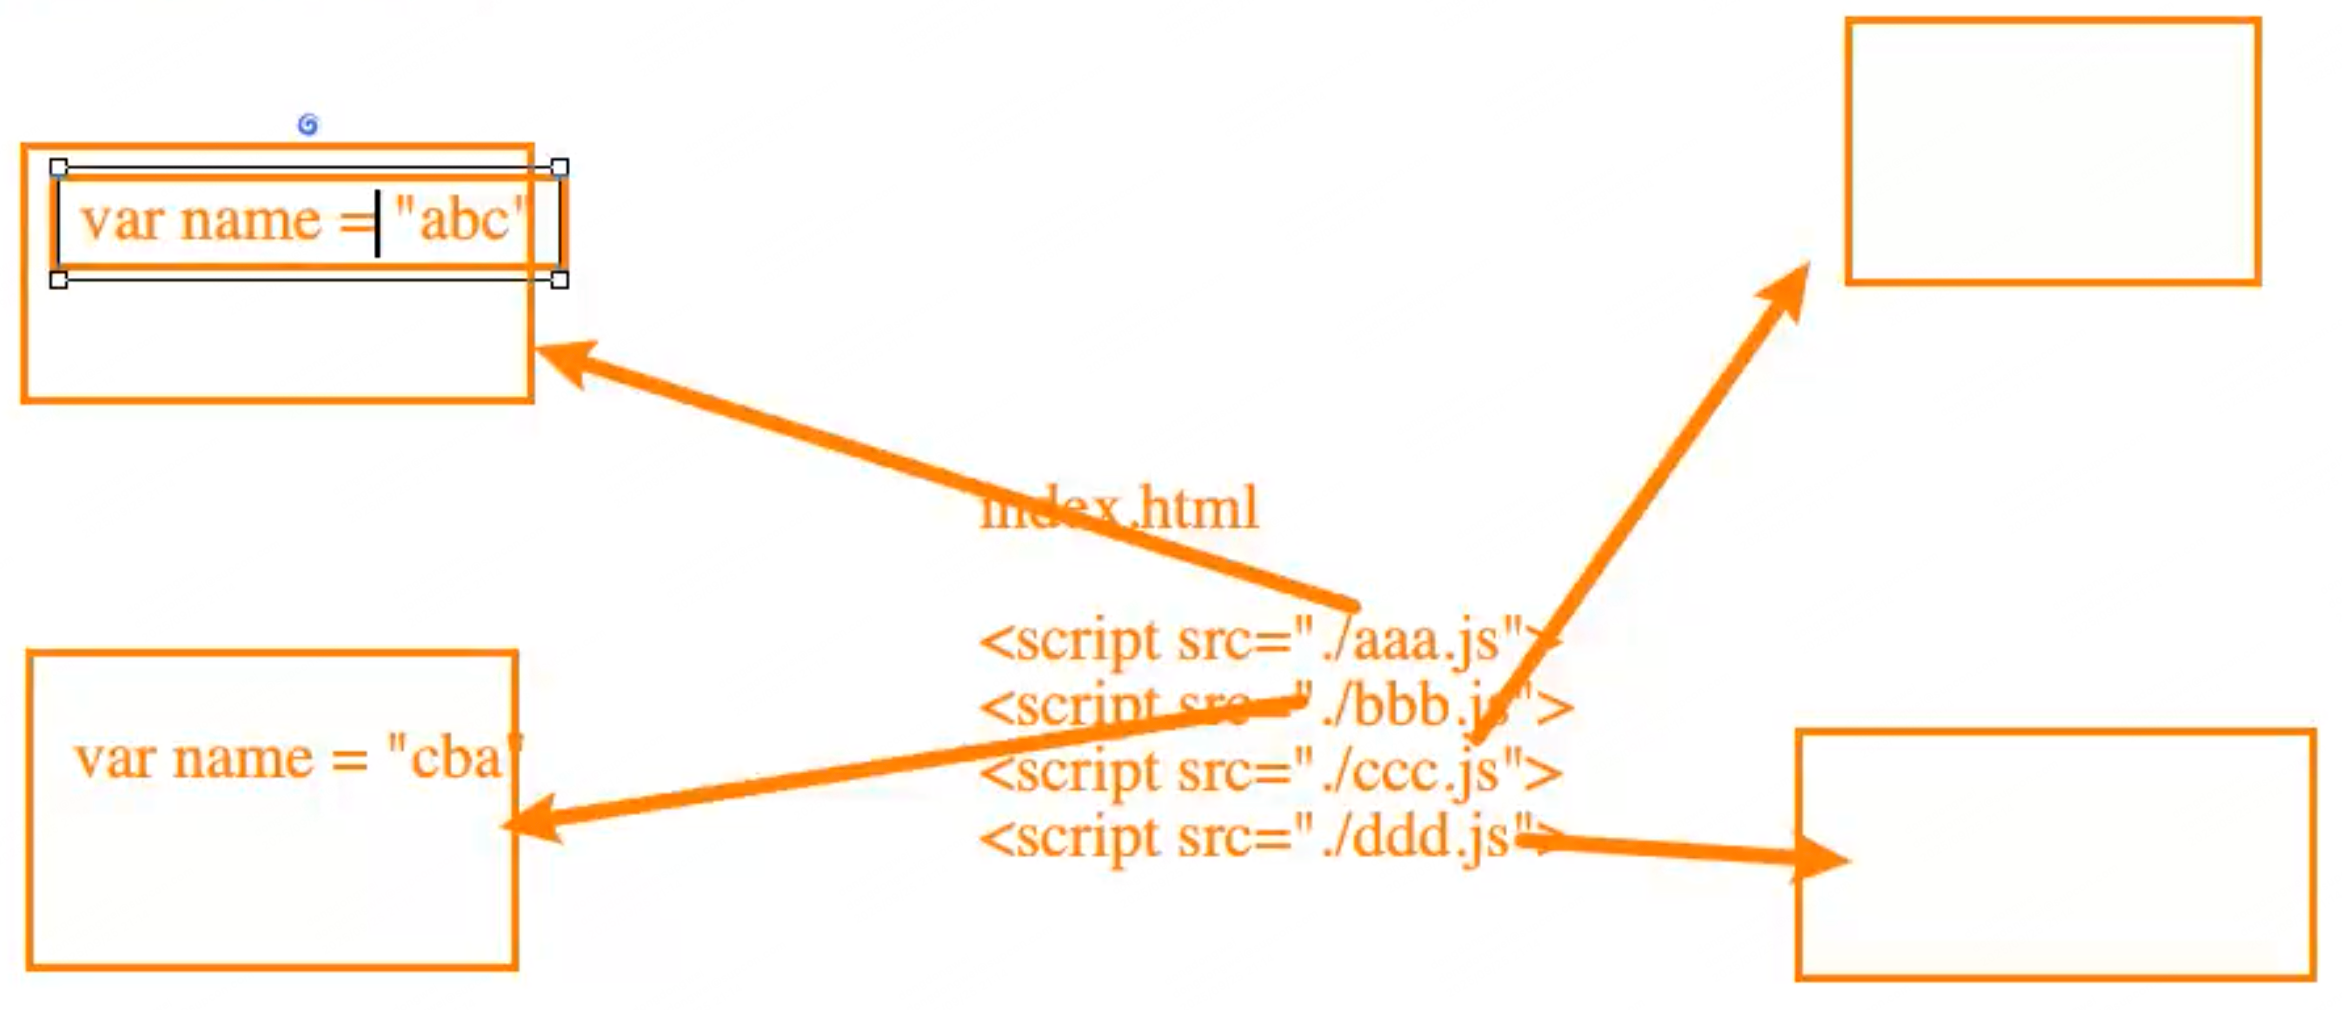 var name = "abc"
index.html
<script src="./aaa.js">
<script src="./bbb.js">
<script src="./ccc.js">
<script src="./ddd.js">
var name = "cba"